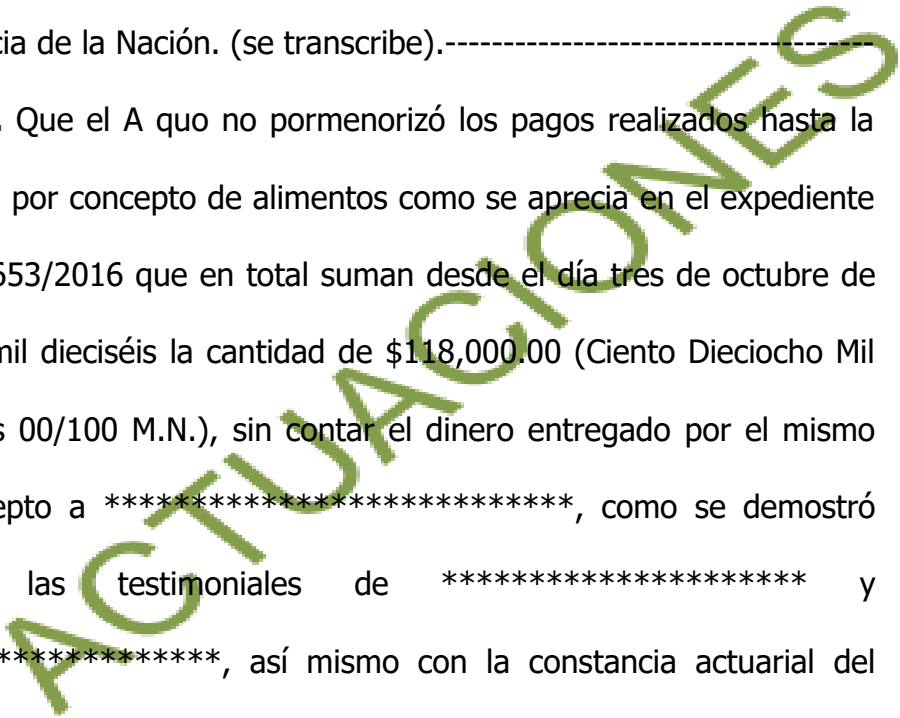 cia de la Nación. (se transcribe).-------------------------------------
. Que el A quo no pormenorizó los pagos realizados hasta la
por concepto de alimentos como se aprecia en el expediente
653/2016 que en total suman desde el día tres de octubre de
mil dieciséis la cantidad de $118,000.00 (Ciento Dieciocho Mil
s 00/100 M.N.), sin contar el dinero entregado por el mismo
epto a ***************************, como se demostró
las testimoniales de ********************* y
*************, así mismo con la constancia actuarial del
ACTUACIONES